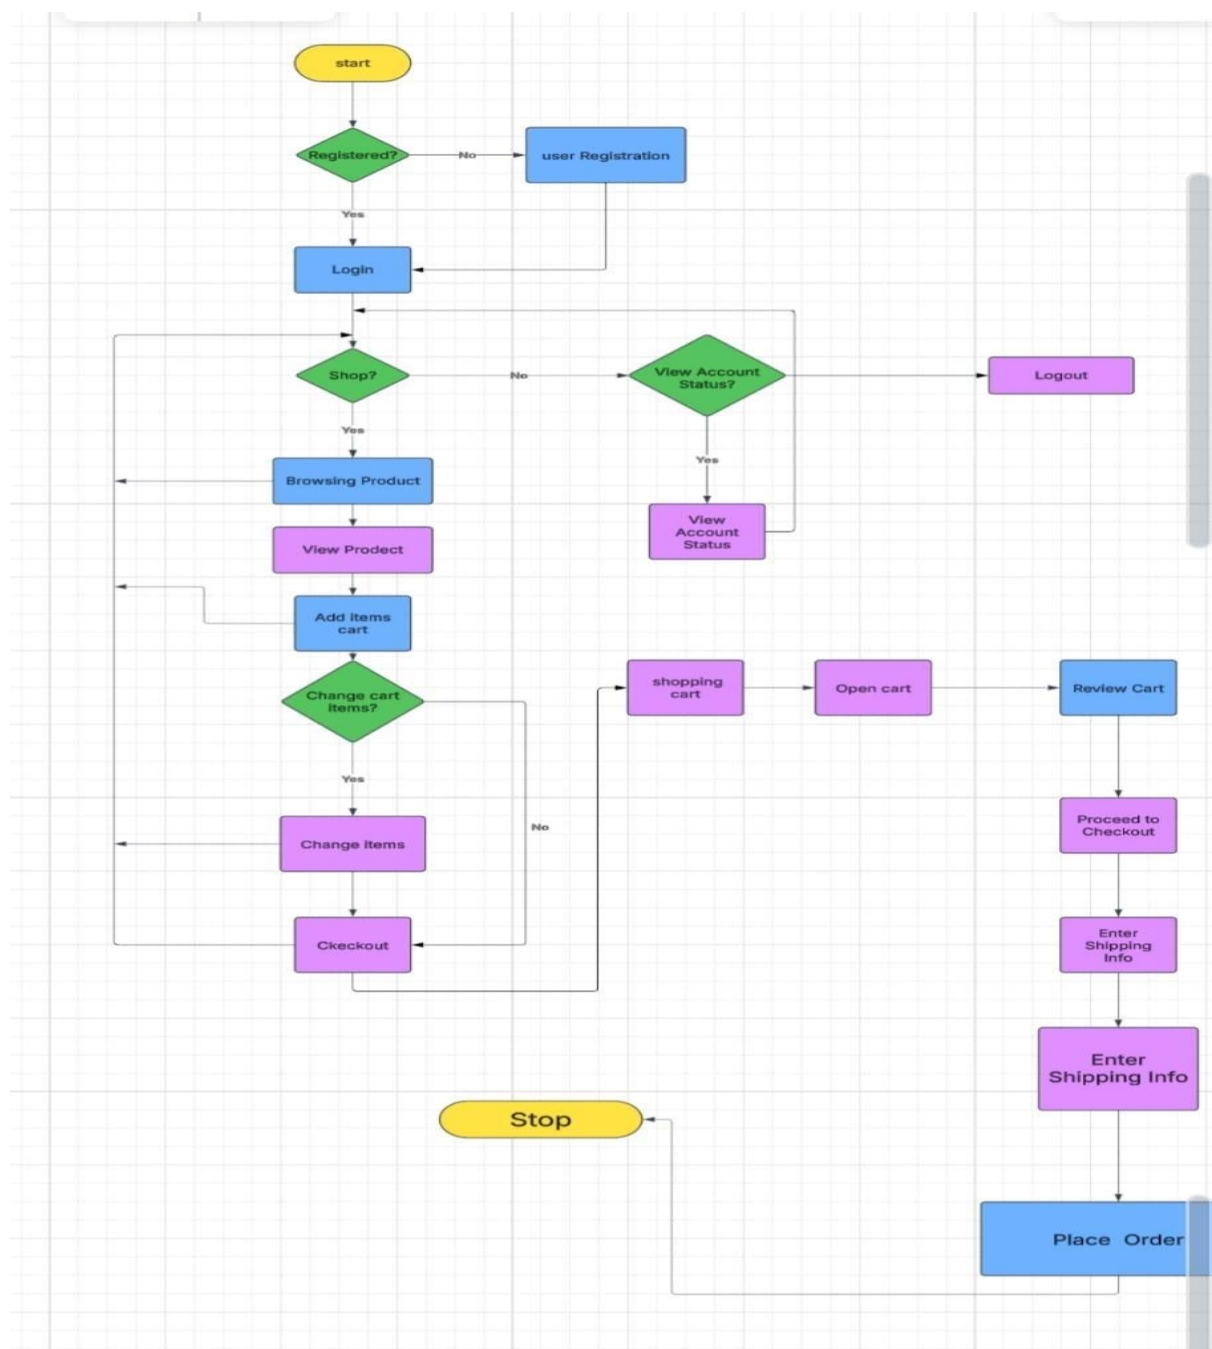 start
Registered?
No
user Registration
Yes
Login
Shop?
No
View Account
Status?
Logout
Yes
Yes
Browsing Product
View
Account
Status
View Prodect
Add items
cart
Change cart
items?
shopping
cart
Open cart
Review Cart
Yes
Proceed to
Checkout
No
Change items
Ckeckout
Enter
Shipping
Info
Enter
Shipping Info
Stop
Place Order